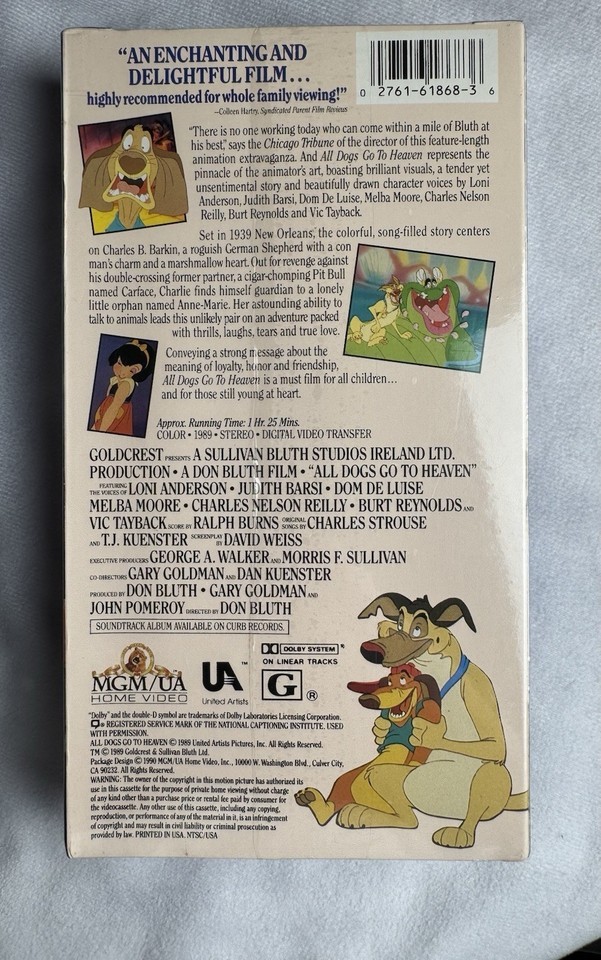 “AN ENCHANTING AND
DELIGHTFUL FILM...
highly recommended for whole family viewing!”
—Colleen Hartry, Syndicated Parent Film Reviews
0 2761-61868-3 6
“There is no one working today who can come within a mile of Bluth at
his best,” says the Chicago Tribune of the director of this feature-length
animation extravaganza. And All Dogs Go To Heaven represents the
pinnacle of the animator's art, boasting brilliant visuals, a tender yet
unsentimental story and beautifully drawn character voices by Loni
Anderson, Judith Barsi, Dom De Luise, Melba Moore, Charles Nelson
Reilly, Burt Reynolds and Vic Tayback.
Set in 1939 New Orleans, the colorful, song-filled story centers
on Charles B. Barkin, a roguish German Shepherd with a con
man's charm and a marshmallow heart. Out for revenge against
his double-crossing former partner, a cigar-chomping Pit Bull
named Carface, Charlie finds himself guardian to a lonely
little orphan named Anne-Marie. Her astounding ability to
talk to animals leads this unlikely pair on an adventure packed
with thrills, laughs, tears and true love.
Conveying a strong message about the
meaning of loyalty, honor and friendship,
All Dogs Go To Heaven is a must film for all children...
and for those still young at heart.
Approx. Running Time: 1 Hr. 25 Mins.
COLOR • 1989 • STEREO • DIGITAL VIDEO TRANSFER
GOLDCREST PRESENTS A SULLIVAN BLUTH STUDIOS IRELAND LTD.
PRODUCTION • A DON BLUTH FILM • “ALL DOGS GO TO HEAVEN”
FEATURING THE VOICES OF LONI ANDERSON • JUDITH BARSI • DOM DE LUISE
MELBA MOORE • CHARLES NELSON REILLY • BURT REYNOLDS AND
VIC TAYBACK SCORE BY RALPH BURNS ORIGINAL SONGS BY CHARLES STROUSE
AND T.J. KUENSTER SCREENPLAY BY DAVID WEISS
EXECUTIVE PRODUCERS GEORGE A. WALKER AND MORRIS F. SULLIVAN
CO-DIRECTORS GARY GOLDMAN AND DAN KUENSTER
PRODUCED BY DON BLUTH • GARY GOLDMAN AND
JOHN POMEROY DIRECTED BY DON BLUTH
SOUNDTRACK ALBUM AVAILABLE ON CURB RECORDS.
MGM/UA
HOME VIDEO
UA™
United Artists
DOLBY SYSTEM®
ON LINEAR TRACKS
G ®
“Dolby” and the double-D symbol are trademarks of Dolby Laboratories Licensing Corporation.
® REGISTERED SERVICE MARK OF THE NATIONAL CAPTIONING INSTITUTE. USED
WITH PERMISSION.
ALL DOGS GO TO HEAVEN © 1989 United Artists Pictures, Inc. All Rights Reserved.
TM © 1989 Goldcrest & Sullivan Bluth Ltd.
Package Design © 1990 MGM/UA Home Video, Inc., 10000 W. Washington Blvd., Culver City,
CA 90232. All Rights Reserved.
WARNING: The owner of the copyright in this motion picture has authorized its
use in this cassette for the purpose of private home viewing without charge
of any kind other than a purchase price or rental fee paid by consumer for
the videocassette. Any other use of this cassette, including any copying,
reproduction, or performance of any of the material in it, is an infringement
of copyright and may result in civil liability or criminal prosecution as
provided by law. PRINTED IN USA. NTSC/USA